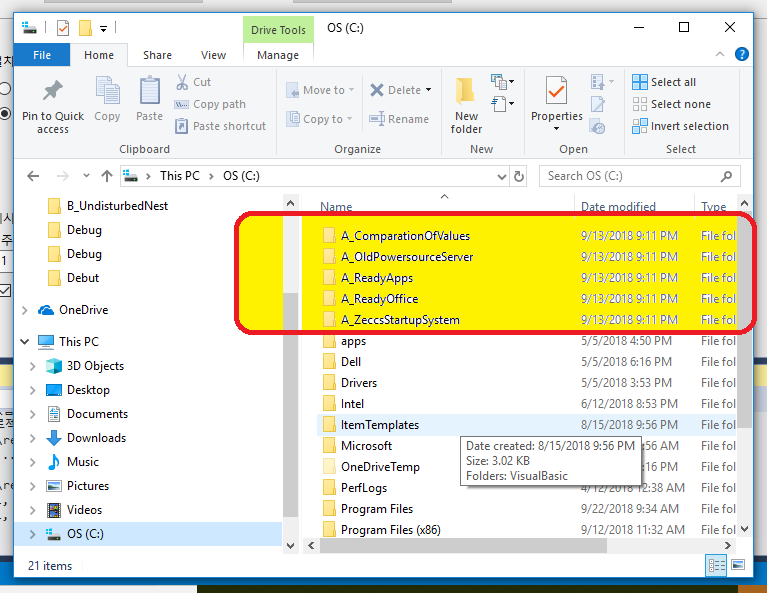 Drive Tools
OS (C:)
File
Home
Share
View
Manage
Pin to Quick access
Copy
Paste
Cut
Copy path
Paste shortcut
Clipboard
Move to
Copy to
Delete
Rename
Organize
New folder
New
Properties
Open
Select all
Select none
Invert selection
Select
This PC > OS (C:)
Search OS (C:)
B_UndisturbedNest
Debug
Debug
Debut
OneDrive
This PC
3D Objects
Desktop
Documents
Downloads
Music
Pictures
Videos
OS (C:)
Name Date modified Type
A_ComparationOfValues 9/13/2018 9:11 PM File fol
A_OldPowersourceServer 9/13/2018 9:11 PM File fol
A_ReadyApps 9/13/2018 9:11 PM File fol
A_ReadyOffice 9/13/2018 9:11 PM File fol
A_ZeccsStartupSystem 9/13/2018 9:11 PM File fol
apps 5/5/2018 4:50 PM File fol
Dell 5/5/2018 6:16 PM File fol
Drivers 5/5/2018 3:53 PM File fol
Intel 6/12/2018 8:53 PM File fol
ItemTemplates 8/15/2018 9:56 PM File fol
Microsoft :56 AM File fol
OneDriveTemp :16 PM File fol
PerfLogs 4/12/2018 12:38 AM File fol
Program Files 9/22/2018 9:34 AM File fol
Program Files (x86) 9/12/2018 11:32 AM File fol
Date created: 8/15/2018 9:56 PM
Size: 3.02 KB
Folders: VisualBasic
21 items